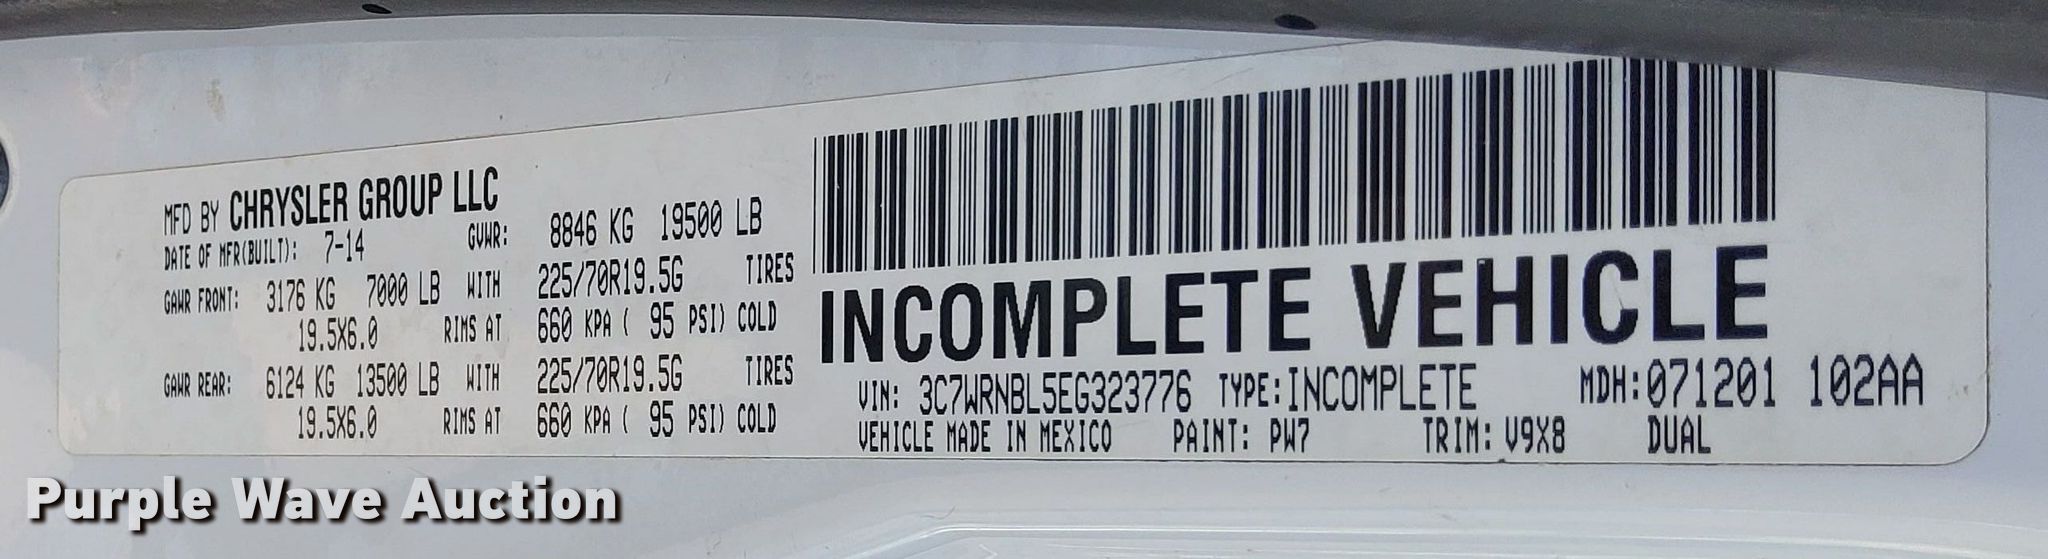 MFD BY CHRYSLER GROUP LLC
DATE OF MFR(BUILT): 7-14 GVWR: 8846 KG 19500 LB
GAWR FRONT: 3176 KG 7000 LB WITH 225/70R19.5G TIRES
19.5X6.0 RIMS AT 660 KPA ( 95 PSI) COLD
GAWR REAR: 6124 KG 13500 LB WITH 225/70R19.5G TIRES
19.5X6.0 RIMS AT 660 KPA ( 95 PSI) COLD
INCOMPLETE VEHICLE
VIN: 3C7WRNBL5EG323776 TYPE:INCOMPLETE MDH:071201 102AA
VEHICLE MADE IN MEXICO PAINT: PW7 TRIM: V9X8 DUAL
Purple Wave Auction